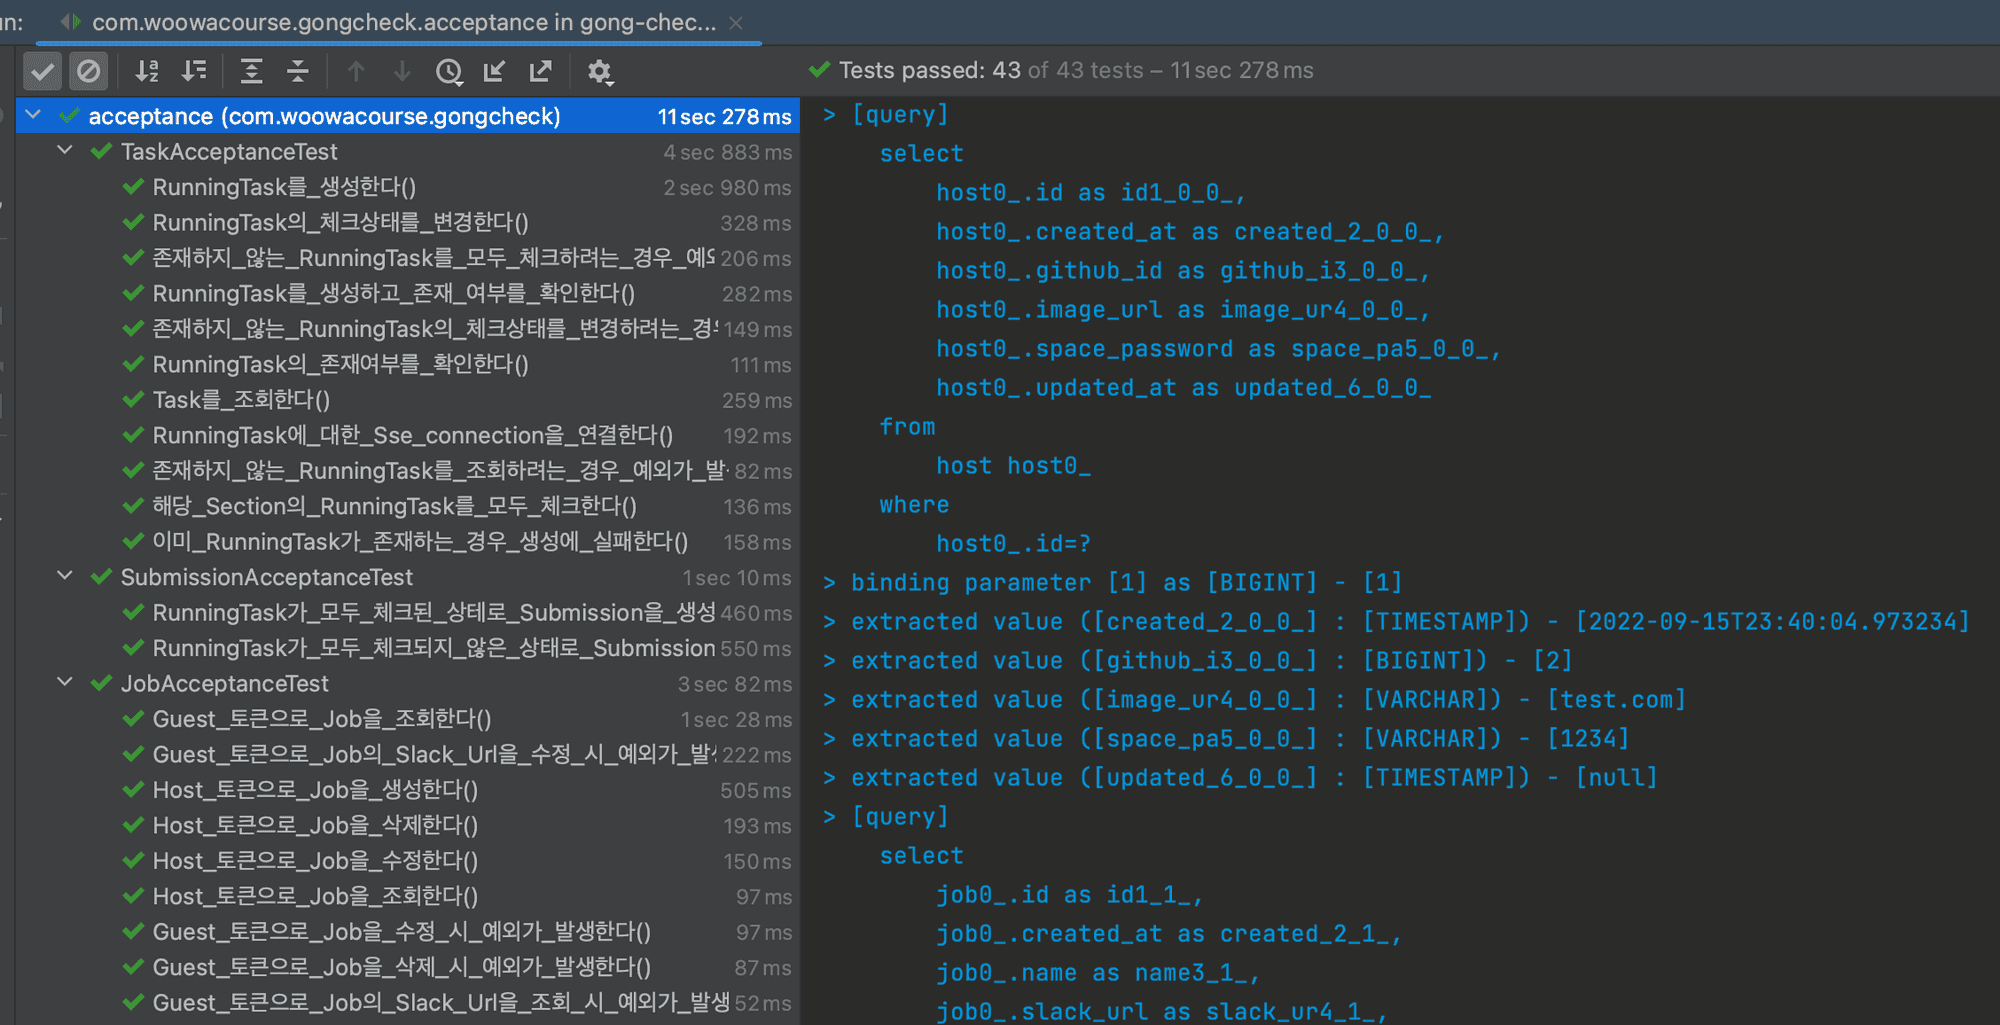 un: com.woowacourse.gongcheck.acceptance in gong-chec...
Tests passed: 43 of 43 tests – 11 sec 278 ms
acceptance (com.woowacourse.gongcheck) 11 sec 278 ms
TaskAcceptanceTest 4 sec 883 ms
RunningTask를_생성한다() 2 sec 980 ms
RunningTask의_체크상태를_변경한다() 328 ms
존재하지_않는_RunningTask를_모두_체크하려는_경우_예외 206 ms
RunningTask를_생성하고_존재_여부를_확인한다() 282 ms
존재하지_않는_RunningTask의_체크상태를_변경하려는_경우 149 ms
RunningTask의_존재여부를_확인한다() 111 ms
Task를_조회한다() 259 ms
RunningTask에_대한_Sse_connection을_연결한다() 192 ms
존재하지_않는_RunningTask를_조회하려는_경우_예외가_발 82 ms
해당_Section의_RunningTask를_모두_체크한다() 136 ms
이미_RunningTask가_존재하는_경우_생성에_실패한다() 158 ms
SubmissionAcceptanceTest 1 sec 10 ms
RunningTask가_모두_체크된_상테로_Submission을_생성 460 ms
RunningTask가_모두_체크되지_않은_상태로_Submission 550 ms
JobAcceptanceTest 3 sec 82 ms
Guest_토큰으로_Job을_조회한다() 1 sec 28 ms
Guest_토큰으로_Job의_Slack_Url을_수정_시_예외가_발생 222 ms
Host_토큰으로_Job을_생성한다() 505 ms
Host_토큰으로_Job을_삭제한다() 193 ms
Host_토큰으로_Job을_수정한다() 150 ms
Host_토큰으로_Job을_조회한다() 97 ms
Guest_토큰으로_Job을_수정_시_예외가_발생한다() 97 ms
Guest_토큰으로_Job을_삭제_시_예외가_발생한다() 87 ms
Guest_토큰으로_Job의_Slack_Url을_조회_시_예외가_발생 52 ms
> [query]
select
host0_.id as id1_0_0_,
host0_.created_at as created_2_0_0_,
host0_.github_id as github_i3_0_0_,
host0_.image_url as image_ur4_0_0_,
host0_.space_password as space_pa5_0_0_,
host0_.updated_at as updated_6_0_0_
from
host host0_
where
host0_.id=?
> binding parameter [1] as [BIGINT] - [1]
> extracted value ([created_2_0_0_] : [TIMESTAMP]) - [2022-09-15T23:40:04.973234]
> extracted value ([github_i3_0_0_] : [BIGINT]) - [2]
> extracted value ([image_ur4_0_0_] : [VARCHAR]) - [test.com]
> extracted value ([space_pa5_0_0_] : [VARCHAR]) - [1234]
> extracted value ([updated_6_0_0_] : [TIMESTAMP]) - [null]
> [query]
select
job0_.id as id1_1_,
job0_.created_at as created_2_1_,
job0_.name as name3_1_,
job0_.slack_url as slack_ur4_1_,